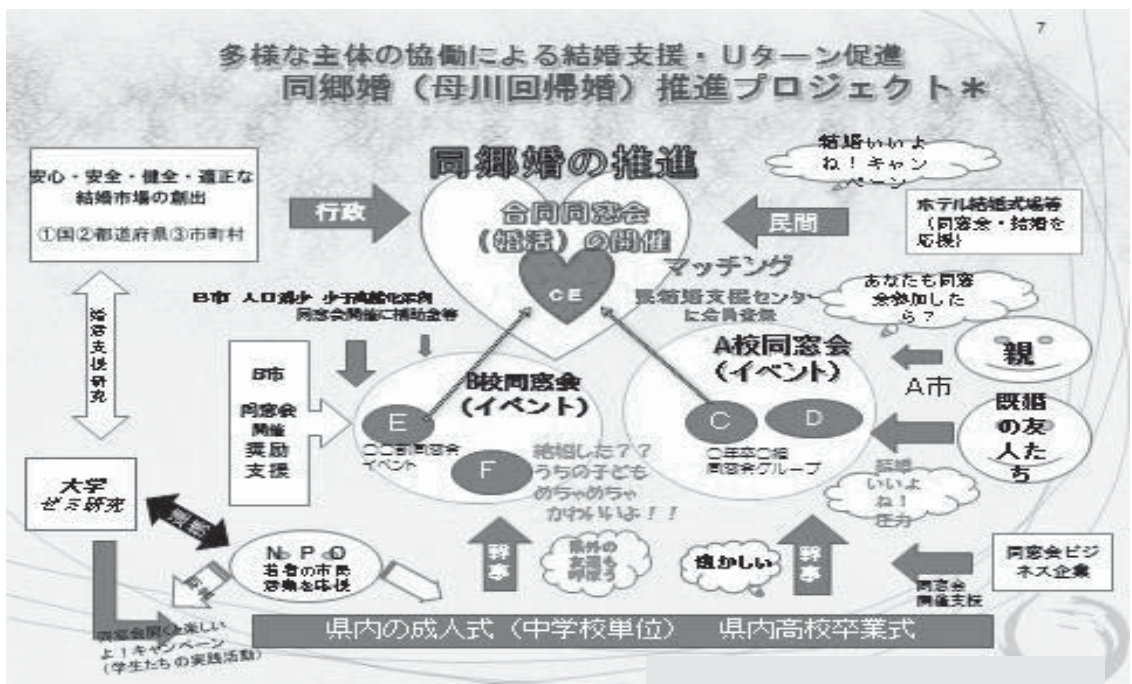 7
多様な主体の協働による結婚支援・Uターン促進
同郷婚（母川回帰婚）推進プロジェクト＊
同郷婚の推進
結婚いいよ
ね！キャン
ペーン
安心・安全・健全・適正な
結婚市場の創出
①国②都道府県③市町村
行政
合同同窓会
（婚活）の開催
CE
民間
ホテル結婚式場等
（同窓会・結婚を
応援）
マッチング
県結婚支援センター
に会員登録
あなたも同窓
会参加した
ら？
B市 人口減少 少子高齢化
同窓会開催に補助金等
婚活支援研究
B市
同窓会
開催
奨励
支援
B校同窓会
（イベント）
E
〇〇部同窓会
イベント
F
A校同窓会
（イベント）
C
D
〇年卒〇組
同窓会グループ
親
A市
既婚
の友
人た
ち
結婚した？？
うちの子ども
めちゃめちゃ
かわいいよ！！
結婚
いいよ
ね！
圧力
大学
ゼミ研究
NPO
若者の市民
活動を応援
幹事
県外の
友達も
呼ぼう
懐かしい
幹事
同窓会ビジ
ネス企業
同窓会
開催支援
同窓会開くと楽しい
よ！キャンペーン
（学生たちの実践活動）
県内の成人式（中学校単位） 県内高校卒業式